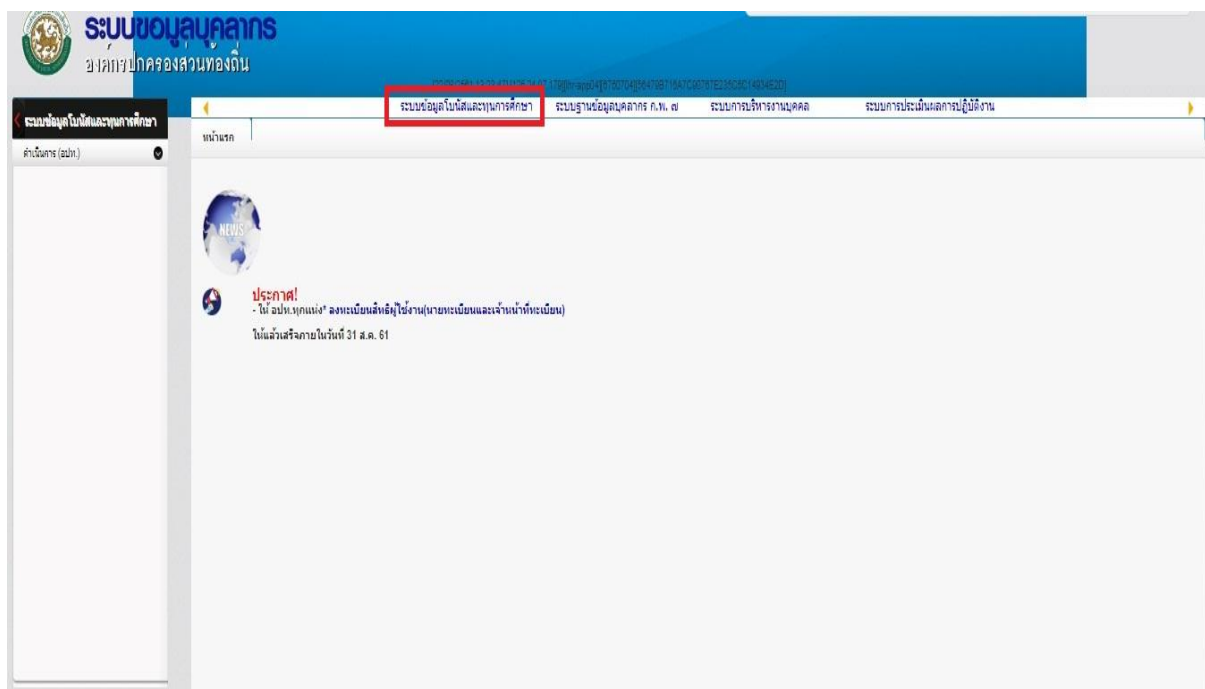 ระบบข้อมูลบุคลากร
องค์กรปกครองส่วนท้องถิ่น
ระบบข้อมูลโบนัสและทุนการศึกษา ระบบฐานข้อมูลบุคลากร ก.พ. ๗ ระบบการบริหารงานบุคคล ระบบการประเมินผลการปฏิบัติงาน
ระบบข้อมูลโบนัสและทุนการศึกษา
ดำเนินการ (อปท.)
หน้าแรก
NEWS
ประกาศ!
- ให้ อปท.ทุกแห่ง* ลงทะเบียนสิทธิผู้ใช้งาน(นายทะเบียนและเจ้าหน้าที่ทะเบียน)
ให้แล้วเสร็จภายในวันที่ 31 ส.ค. 61